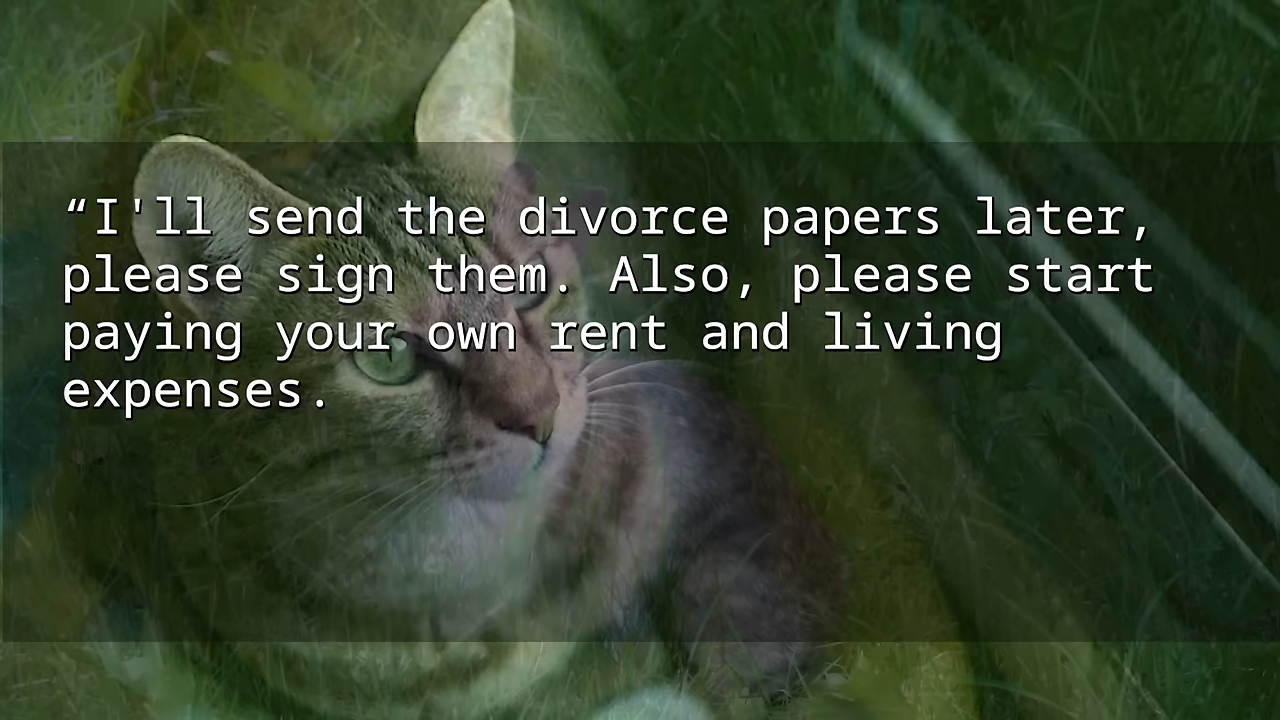 “I'll send the divorce papers later,
please sign them. Also, please start
paying your own rent and living
expenses.